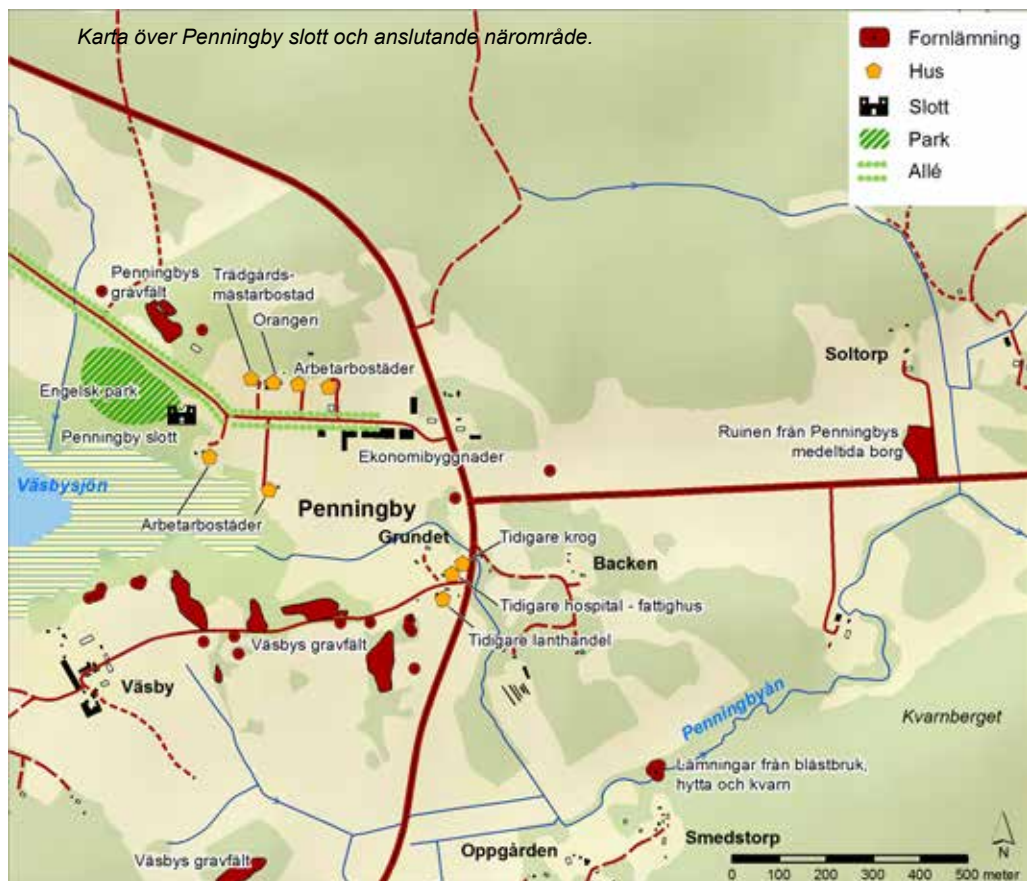 Karta över Penningby slott och anslutande närområde.
Fornlämning
Hus
Slott
Park
Allé
Penningbys
gravfält
Trädgårds-
mästarbostad
Orangen
Arbetarbostäder
Engelsk park
Penningby slott
Ekonomibyggnader
Väsbysjön
Arbetarbostäder
Penningby
Soltorp
Ruinen från Penningbys
medeltida borg
Grundet
Tidigare krog
Backen
Tidigare hospital - fattighus
Tidigare lanthandel
Väsbys gravfält
Väsby
Penningbyån
Kvarnberget
Lämningar från blästbruk,
hytta och kvarn
Smedstorp
Oppgården
Väsbys gravfält
N
0 100 200 300 400 500 meter